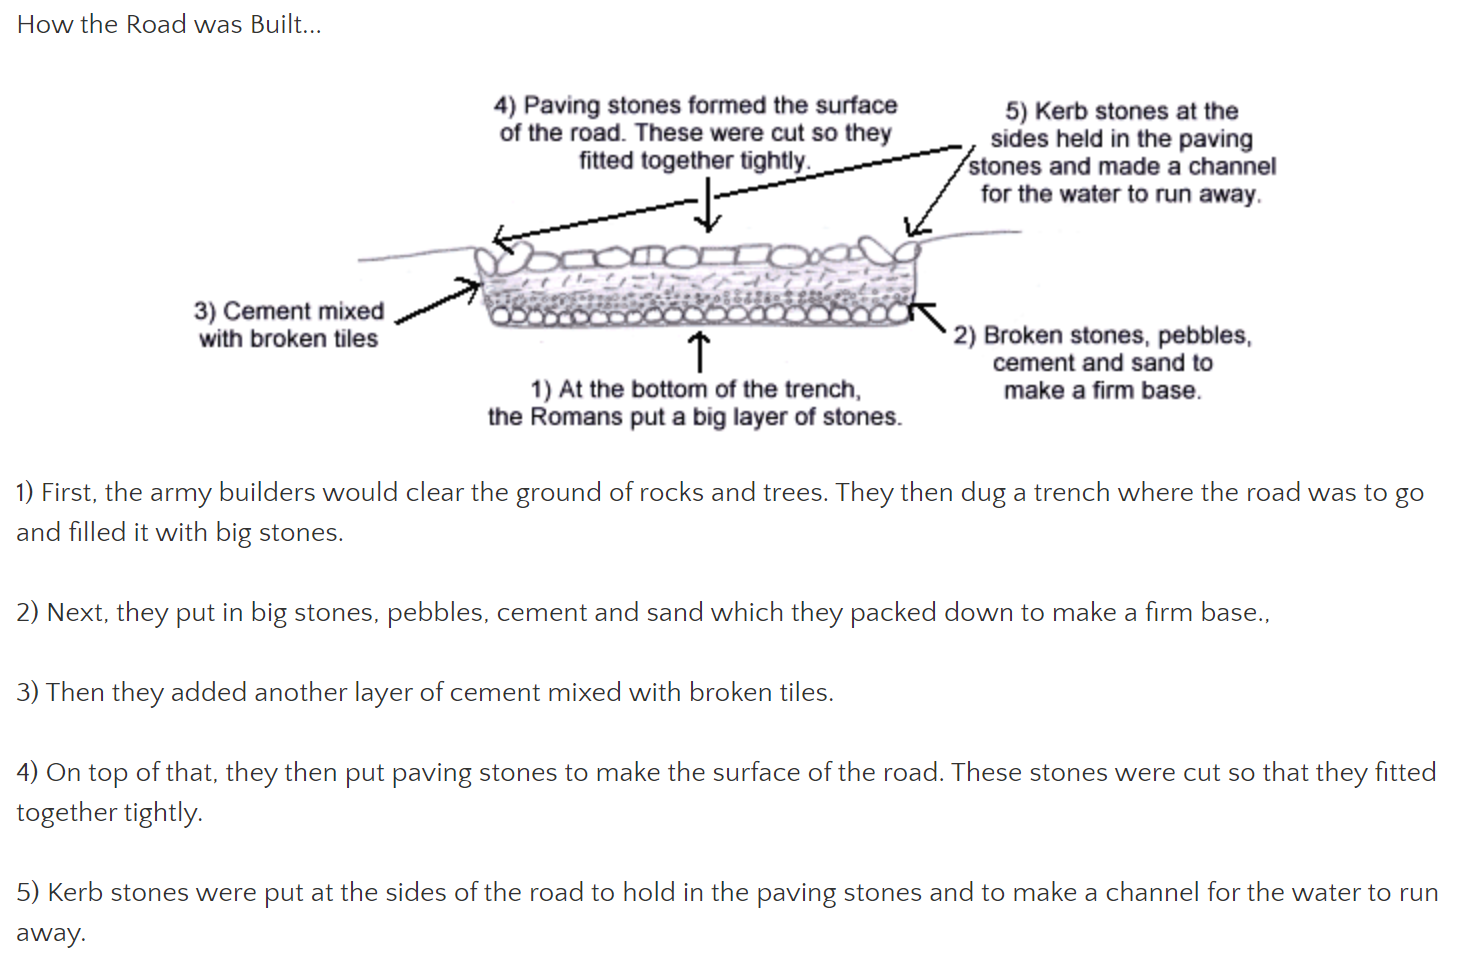 How the Road was Built...
4) Paving stones formed the surface
of the road. These were cut so they
fitted together tightly.
5) Kerb stones at the
sides held in the paving
stones and made a channel
for the water to run away.
3) Cement mixed
with broken tiles
2) Broken stones, pebbles,
cement and sand to
make a firm base.
1) At the bottom of the trench,
the Romans put a big layer of stones.
1) First, the army builders would clear the ground of rocks and trees. They then dug a trench where the road was to go
and filled it with big stones.
2) Next, they put in big stones, pebbles, cement and sand which they packed down to make a firm base.,
3) Then they added another layer of cement mixed with broken tiles.
4) On top of that, they then put paving stones to make the surface of the road. These stones were cut so that they fitted
together tightly.
5) Kerb stones were put at the sides of the road to hold in the paving stones and to make a channel for the water to run
away.